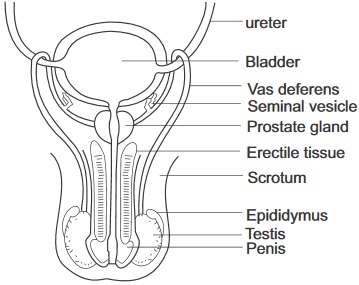 ureter
Bladder
Vas deferens
Seminal vesicle
Prostate gland
Erectile tissue
Scrotum
Epididymus
Testis
Penis